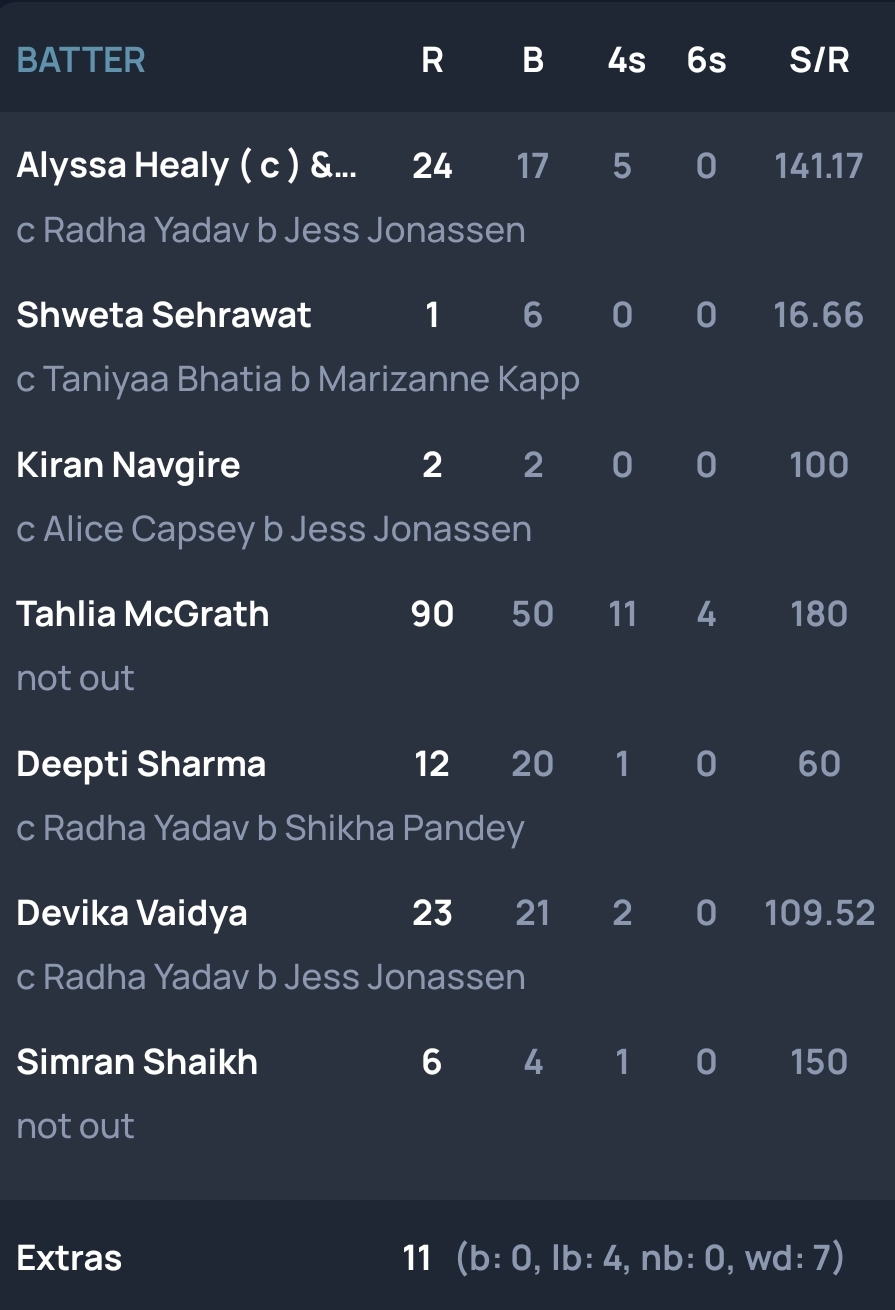 BATTER R B 4s 6s S/R
Alyssa Healy ( c ) &... 24 17 5 0 141.17
c Radha Yadav b Jess Jonassen
Shweta Sehrawat 1 6 0 0 16.66
c Taniyaa Bhatia b Marizanne Kapp
Kiran Navgire 2 2 0 0 100
c Alice Capsey b Jess Jonassen
Tahlia McGrath 90 50 11 4 180
not out
Deepti Sharma 12 20 1 0 60
c Radha Yadav b Shikha Pandey
Devika Vaidya 23 21 2 0 109.52
c Radha Yadav b Jess Jonassen
Simran Shaikh 6 4 1 0 150
not out
Extras 11 (b: 0, lb: 4, nb: 0, wd: 7)